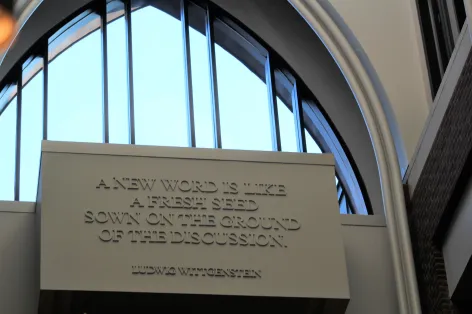 A NEW WORD IS LIKE
A FRESH SEED
SOWN ON THE GROUND
OF THE DISCUSSION.
LUDWIG WITTGENSTEIN